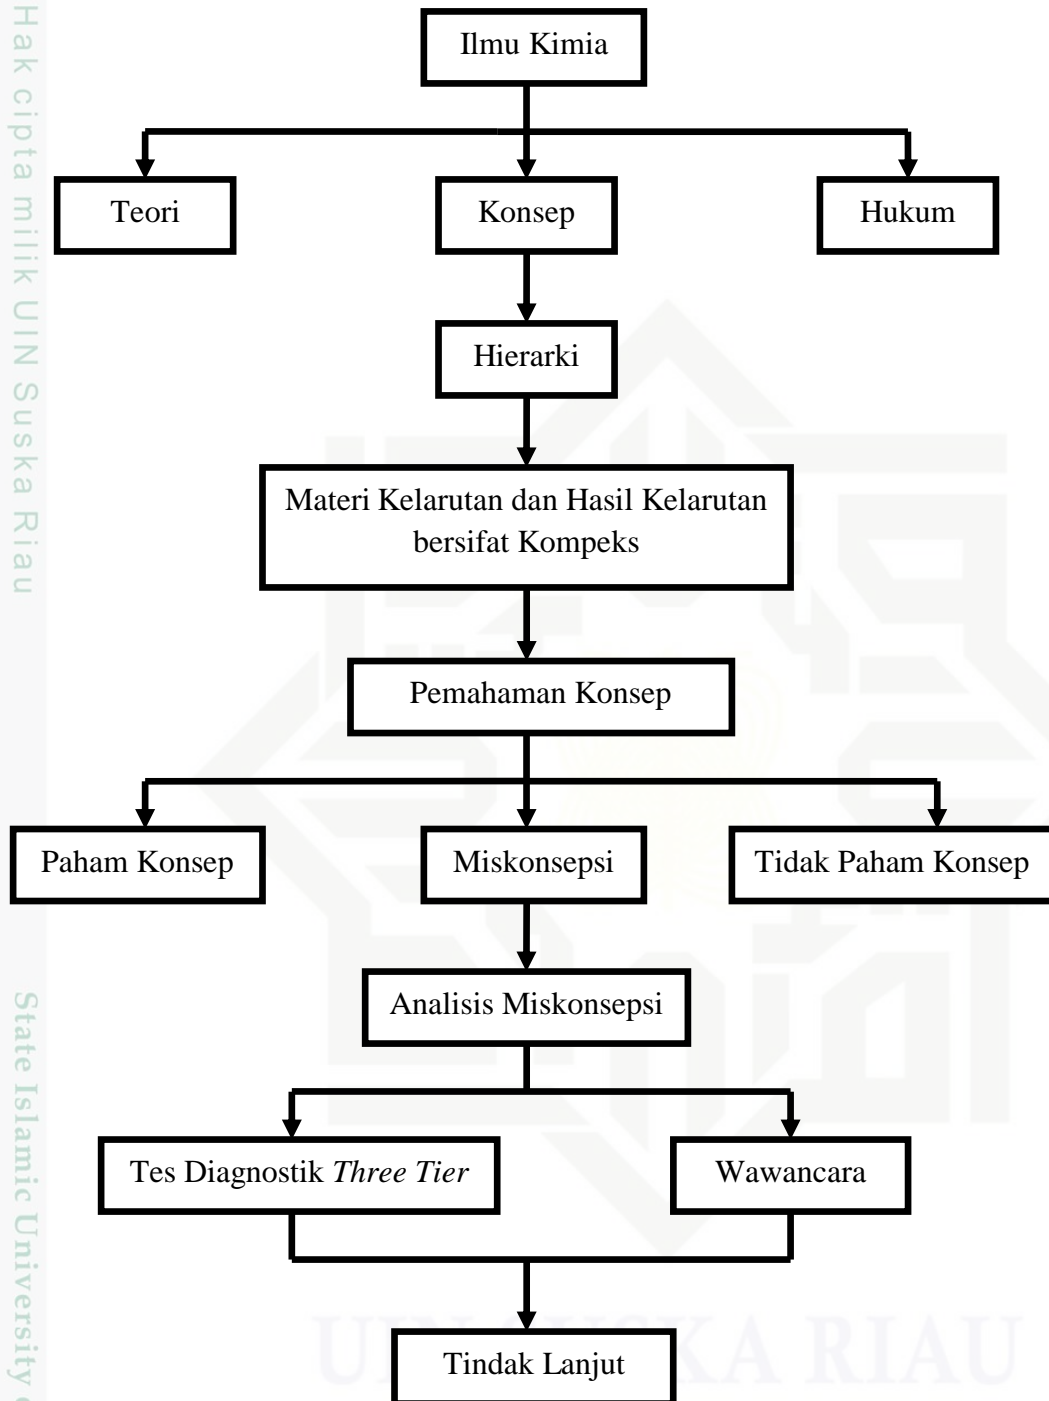 Hak cipta milik UIN Suska Riau
State Islamic University
Ilmu Kimia
Teori
Konsep
Hukum
Hierarki
Materi Kelarutan dan Hasil Kelarutan
bersifat Kompeks
Pemahaman Konsep
Paham Konsep
Miskonsepsi
Tidak Paham Konsep
Analisis Miskonsepsi
Tes Diagnostik Three Tier
Wawancara
UIN SUSKA RIAU
Tindak Lanjut